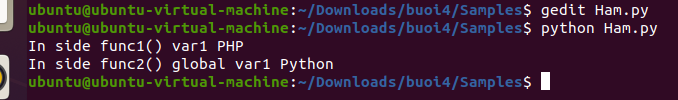 ubuntu@ubuntu-virtual-machine:~/Downloads/buoi4/Samples$ gedit Ham.py
ubuntu@ubuntu-virtual-machine:~/Downloads/buoi4/Samples$ python Ham.py
In side func1() var1 PHP
In side func2() global var1 Python
ubuntu@ubuntu-virtual-machine:~/Downloads/buoi4/Samples$